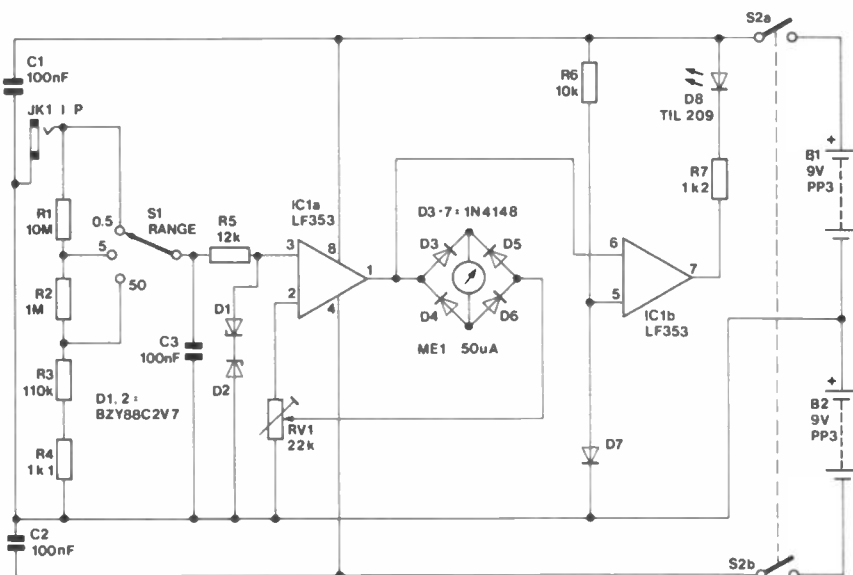 S2a
C1
100nF
JK1 I P
R6
10k
D8
TIL 209
+
B1
9V
PP3
R1
10M
0.5
S1
RANGE
5
R5
12k
IC1a
LF353
D3-7: 1N4148
R7
1k2
3
8
D3
D5
6
50
R2
1M
2
4
1
7
D1
D4
D6
5
IC1b
LF353
C3
100nF
ME1 50uA
R3
110k
D1,2:
BZY88C2V7
D2
+
B2
9V
PP3
RV1
22k
D7
R4
1k1
C2
100nF
S2b